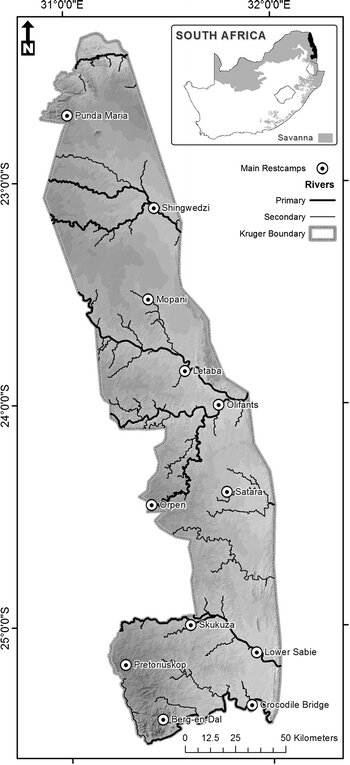 31°0'0"E
32°0'0"E
N
SOUTH AFRICA
Savanna
Main Restcamps
Rivers
Primary
Secondary
Kruger Boundary
23°0'0"S
24°0'0"S
25°0'0"S
Punda Maria
Shingwedzi
Mopani
Letaba
Olifants
Satara
Orpen
Skukuza
Lower Sabie
Pretoriuskop
Crocodile Bridge
Berg-en Dal
0 12.5 25 50 Kilometers